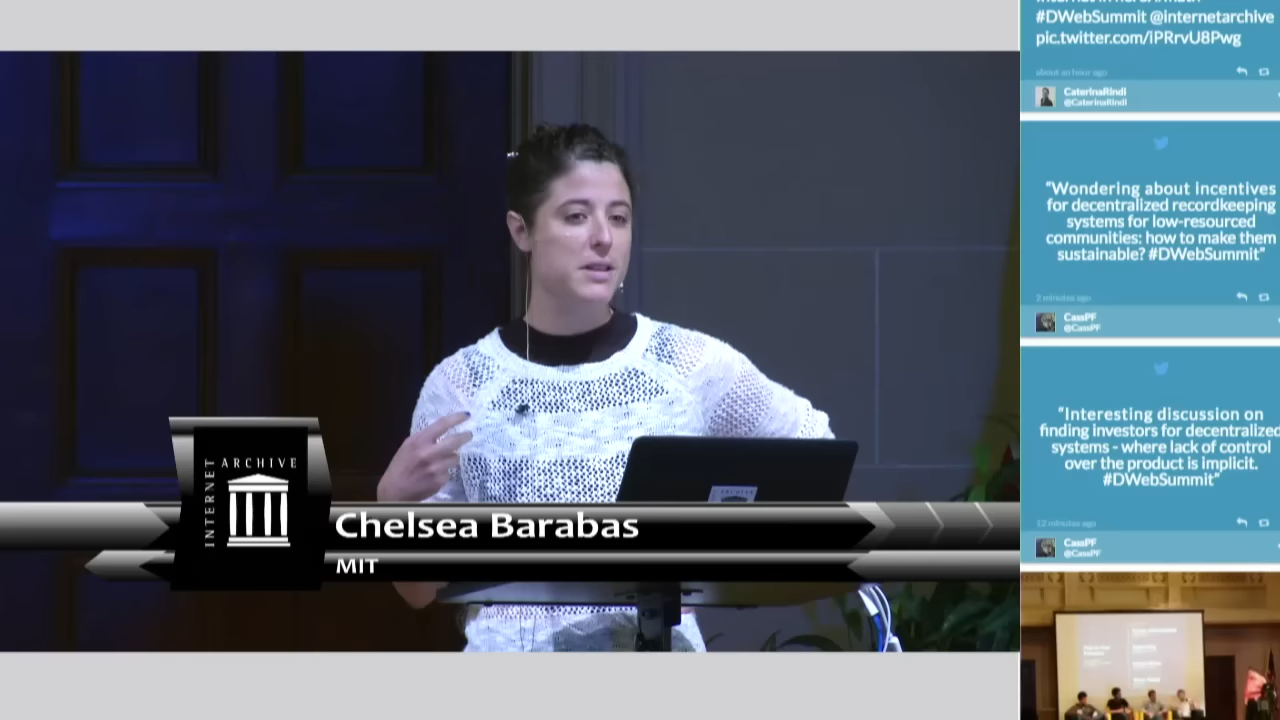 #DWebSummit @internetarchive
pic.twitter.com/iPRrvU8Pwg
about an hour ago
CaterinaRindi
@CaterinaRindi
“Wondering about incentives
for decentralized recordkeeping
systems for low-resourced
communities: how to make them
sustainable? #DWebSummit”
2 minutes ago
CassPF
@CassPF
“Interesting discussion on
finding investors for decentralized
systems - where lack of control
over the product is implicit.
#DWebSummit”
12 minutes ago
CassPF
@CassPF
INTERNET
ARCHIVE
Chelsea Barabas
MIT
ARCHIVE